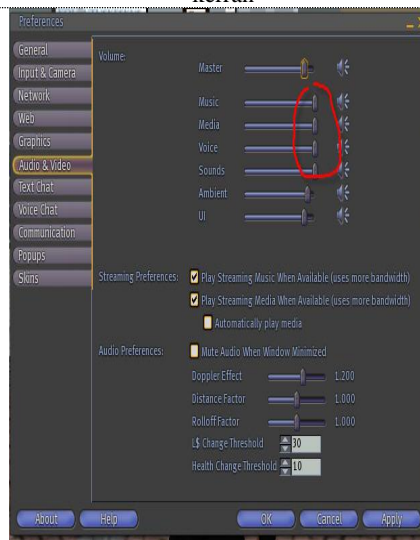 Preferences
General
Input & Camera
Network
Web
Graphics
Audio & Video
Text Chat
Voice Chat
Communication
Popups
Skins
Volume:
Master
Music
Media
Voice
Sounds
Ambient
UI
Streaming Preferences:
Play Streaming Music When Available (uses more bandwidth)
Play Streaming Media When Available (uses more bandwidth)
Automatically play media
Audio Preferences:
Mute Audio When Window Minimized
Doppler Effect 1.200
Distance Factor 1.000
Rolloff Factor 1.000
L$ Change Threshold 30
Health Change Threshold 10
About Help OK Cancel Apply